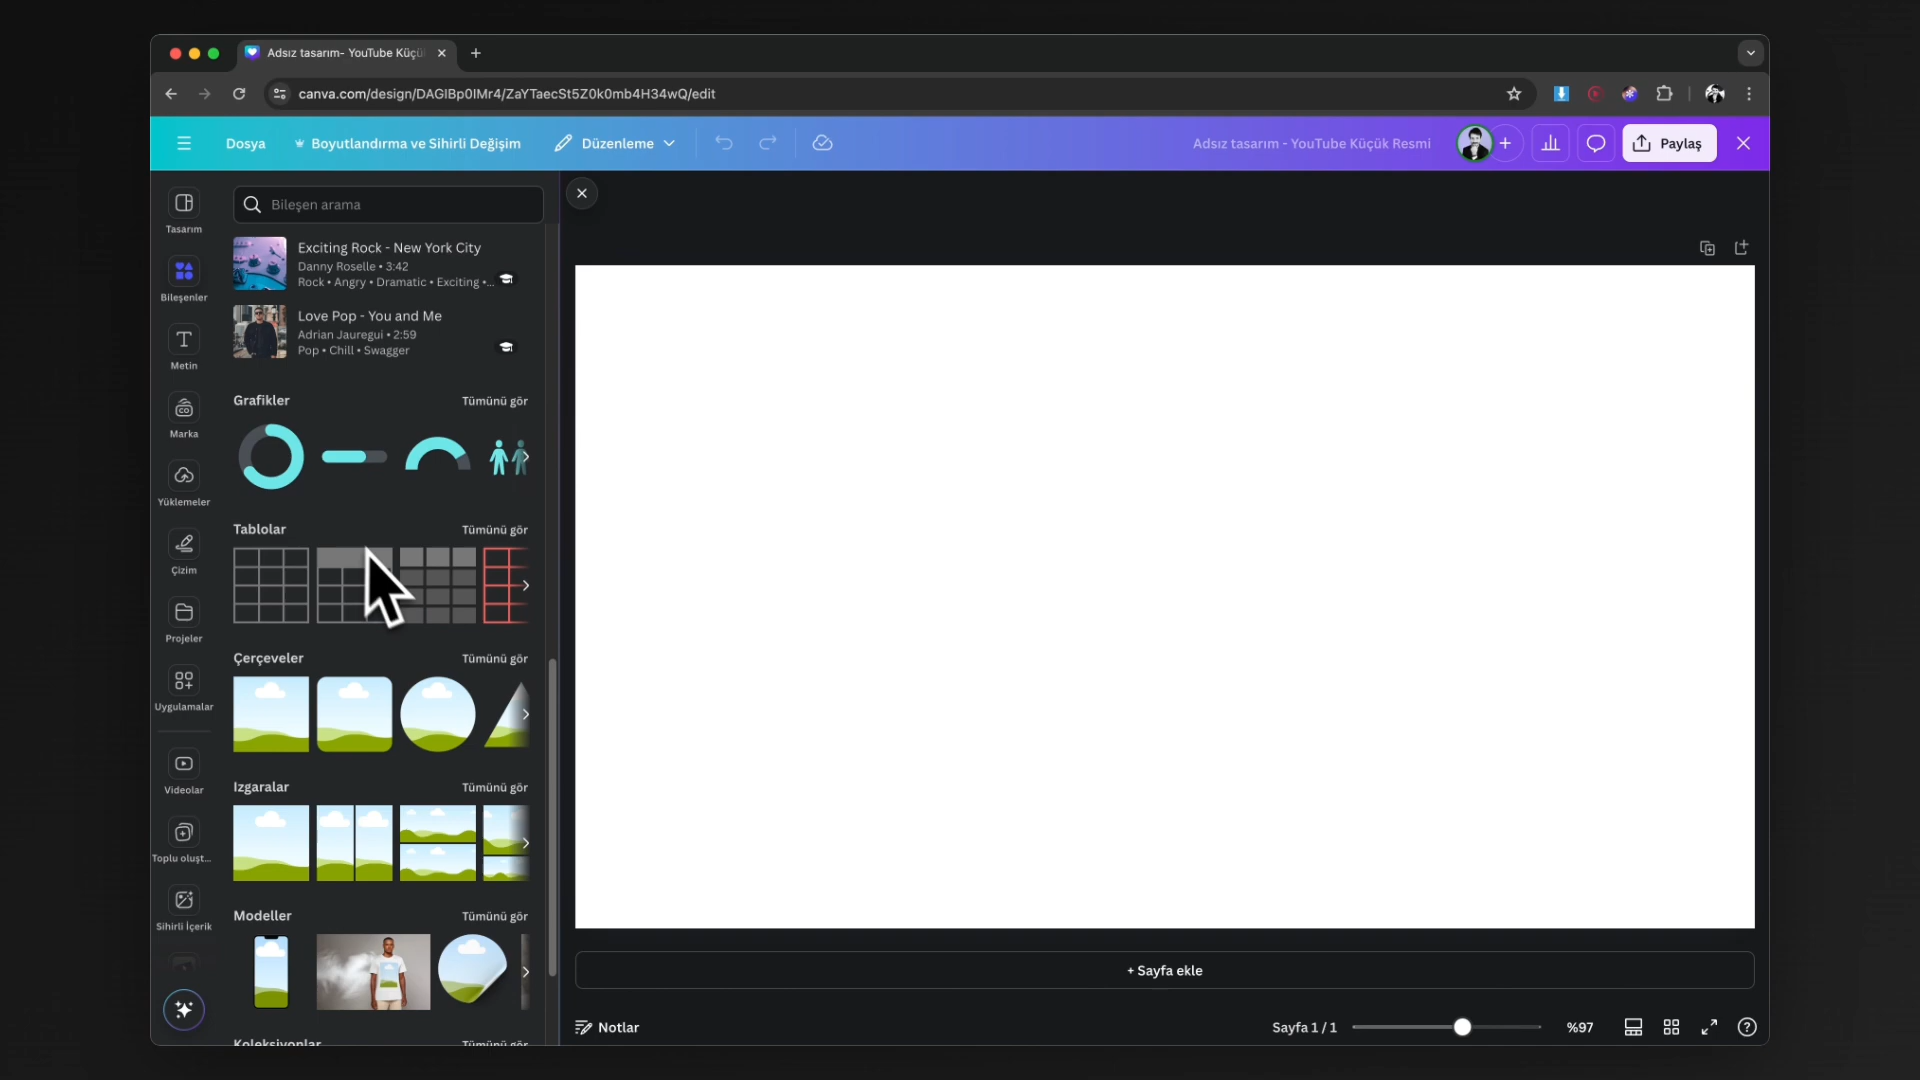 Adsız tasarım- YouTube Küçü
canva.com/design/DAGlBp0lMr4/ZaYTaecSt5Z0k0mb4H34wQ/edit
Dosya
Boyutlandırma ve Sihirli Değişim
Düzenleme
Adsız tasarım - YouTube Küçük Resmi
Paylaş
Tasarım
Bileşenler
Metin
Marka
Yüklemeler
Çizim
Projeler
Uygulamalar
Videolar
Toplu oluşt...
Sihirli İçerik
Bileşen arama
Exciting Rock - New York City
Danny Roselle • 3:42
Rock • Angry • Dramatic • Exciting •...
Love Pop - You and Me
Adrian Jauregui • 2:59
Pop • Chill • Swagger
Grafikler
Tümünü gör
Tablolar
Tümünü gör
Çerçeveler
Tümünü gör
Izgaralar
Tümünü gör
Modeller
Tümünü gör
Koleksiyonlar
Tümünü gör
+ Sayfa ekle
Notlar
Sayfa 1 / 1
%97